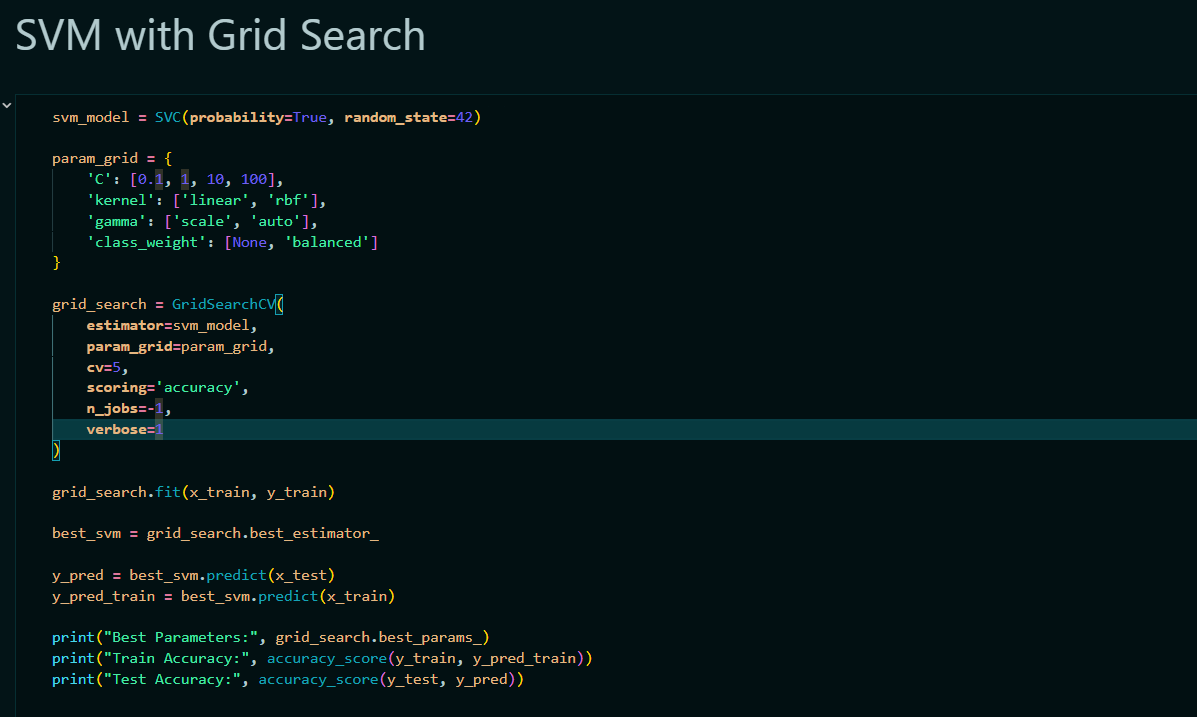 SVM with Grid Search
svm_model = SVC(probability=True, random_state=42)
param_grid = {
    'C': [0.1, 1, 10, 100],
    'kernel': ['linear', 'rbf'],
    'gamma': ['scale', 'auto'],
    'class_weight': [None, 'balanced']
}
grid_search = GridSearchCV(
    estimator=svm_model,
    param_grid=param_grid,
    cv=5,
    scoring='accuracy',
    n_jobs=-1,
    verbose=1
)
grid_search.fit(x_train, y_train)
best_svm = grid_search.best_estimator_
y_pred = best_svm.predict(x_test)
y_pred_train = best_svm.predict(x_train)
print("Best Parameters:", grid_search.best_params_)
print("Train Accuracy:", accuracy_score(y_train, y_pred_train))
print("Test Accuracy:", accuracy_score(y_test, y_pred))